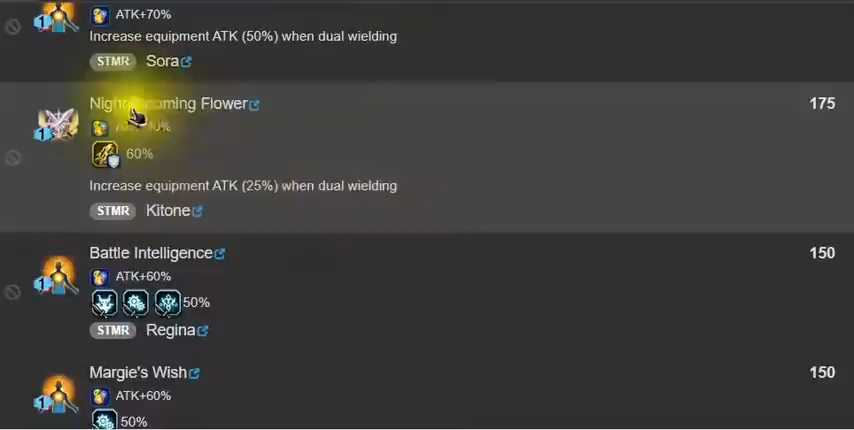 ATK+70%
Increase equipment ATK (50%) when dual wielding
STMR Sora
Flower 175
60%
Increase equipment ATK (25%) when dual wielding
STMR Kitone
Battle Intelligence 150
ATK+60%
50%
STMR Regina
Margie's Wish 150
ATK+60%
50%